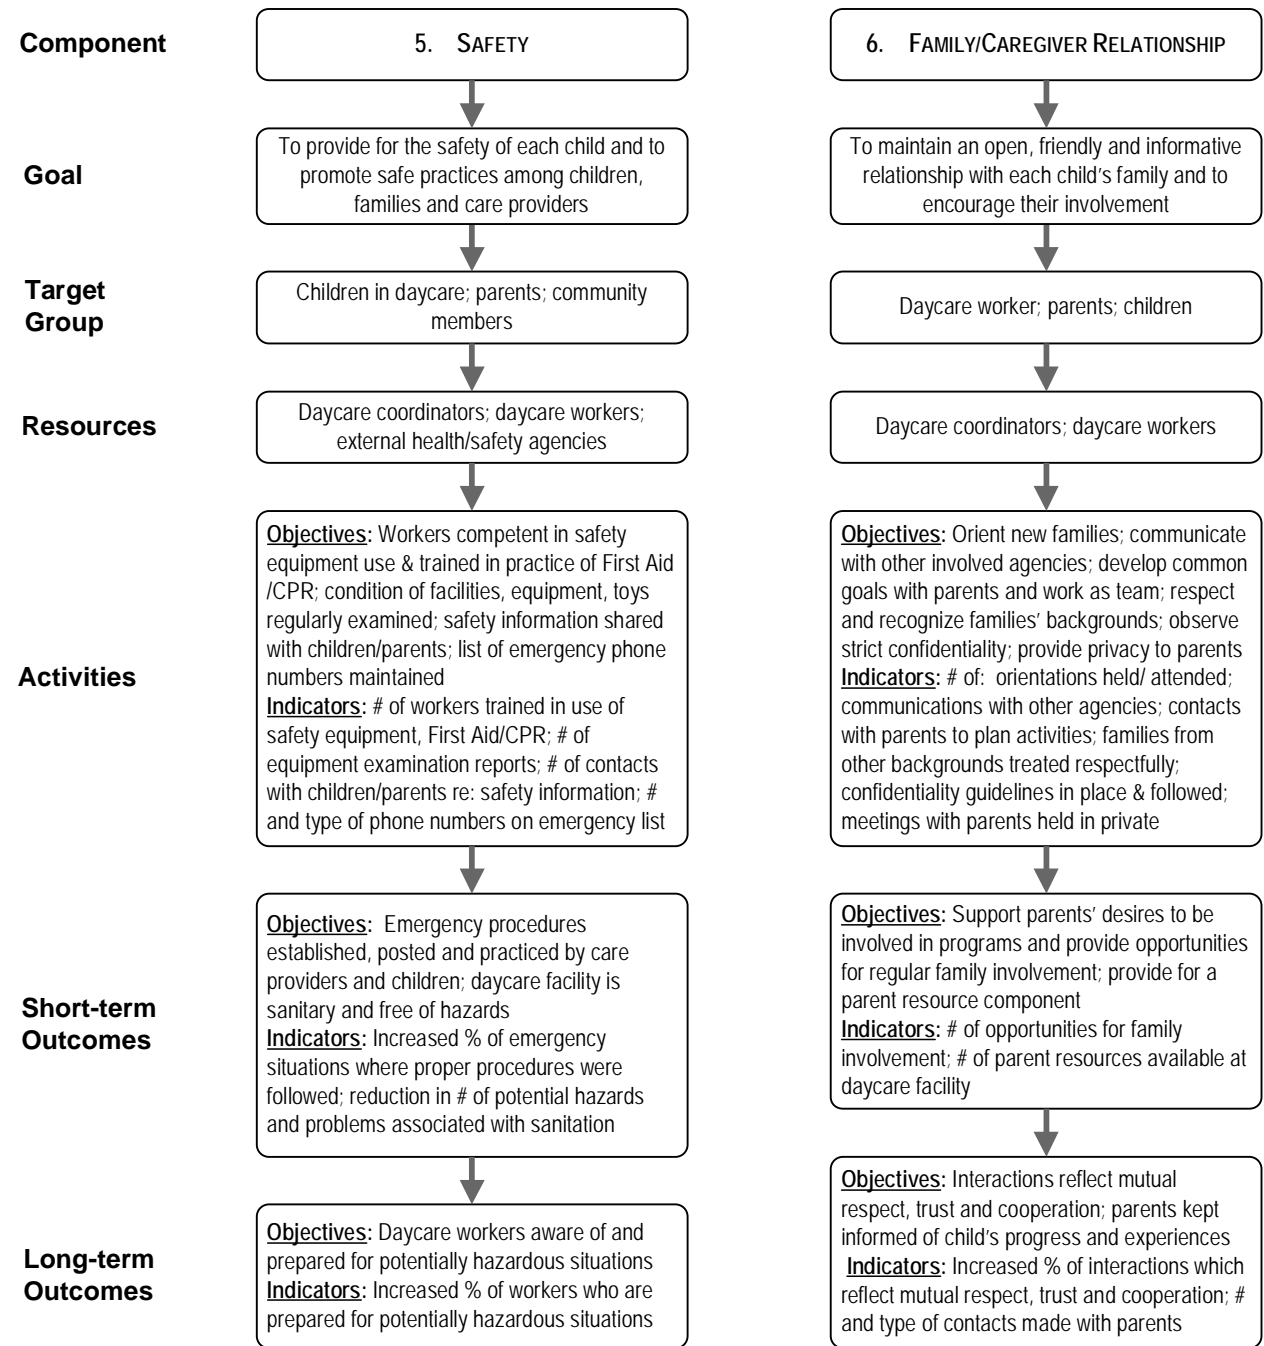 Component
5. SAFETY
6. FAMILY/CAREGIVER RELATIONSHIP
Goal
To provide for the safety of each child and to
promote safe practices among children,
families and care providers
To maintain an open, friendly and informative
relationship with each child's family and to
encourage their involvement
Target
Group
Children in daycare; parents; community
members
Daycare worker; parents; children
Resources
Daycare coordinators; daycare workers;
external health/safety agencies
Daycare coordinators; daycare workers
Activities
Objectives: Workers competent in safety
equipment use & trained in practice of First Aid
/CPR; condition of facilities, equipment, toys
regularly examined; safety information shared
with children/parents; list of emergency phone
numbers maintained
Indicators: # of workers trained in use of
safety equipment, First Aid/CPR; # of
equipment examination reports; # of contacts
with children/parents re: safety information; #
and type of phone numbers on emergency list
Objectives: Orient new families; communicate
with other involved agencies; develop common
goals with parents and work as team; respect
and recognize families' backgrounds; observe
strict confidentiality; provide privacy to parents
Indicators: # of: orientations held/ attended;
communications with other agencies; contacts
with parents to plan activities; families from
other backgrounds treated respectfully;
confidentiality guidelines in place & followed;
meetings with parents held in private
Short-term
Outcomes
Objectives: Emergency procedures
established, posted and practiced by care
providers and children; daycare facility is
sanitary and free of hazards
Indicators: Increased % of emergency
situations where proper procedures were
followed; reduction in # of potential hazards
and problems associated with sanitation
Objectives: Support parents' desires to be
involved in programs and provide opportunities
for regular family involvement; provide for a
parent resource component
Indicators: # of opportunities for family
involvement; # of parent resources available at
daycare facility
Long-term
Outcomes
Objectives: Daycare workers aware of and
prepared for potentially hazardous situations
Indicators: Increased % of workers who are
prepared for potentially hazardous situations
Objectives: Interactions reflect mutual
respect, trust and cooperation; parents kept
informed of child's progress and experiences
Indicators: Increased % of interactions which
reflect mutual respect, trust and cooperation; #
and type of contacts made with parents